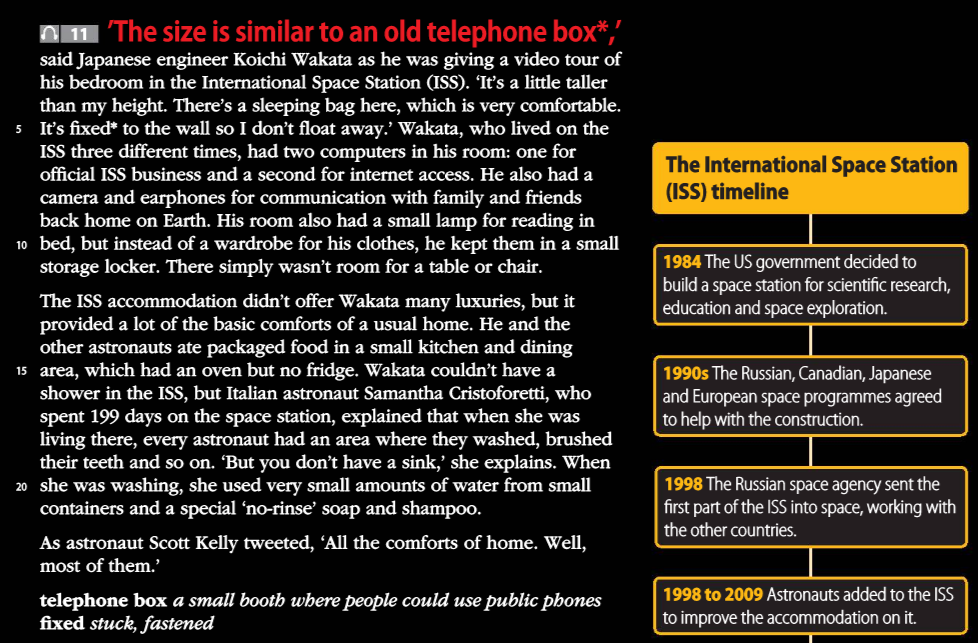 11 'The size is similar to an old telephone box*,'
said Japanese engineer Koichi Wakata as he was giving a video tour of
his bedroom in the International Space Station (ISS). 'It's a little taller
than my height. There's a sleeping bag here, which is very comfortable.
5 It's fixed* to the wall so I don't float away.' Wakata, who lived on the
ISS three different times, had two computers in his room: one for
official ISS business and a second for internet access. He also had a
camera and earphones for communication with family and friends
back home on Earth. His room also had a small lamp for reading in
10 bed, but instead of a wardrobe for his clothes, he kept them in a small
storage locker. There simply wasn't room for a table or chair.
The ISS accommodation didn't offer Wakata many luxuries, but it
provided a lot of the basic comforts of a usual home. He and the
other astronauts ate packaged food in a small kitchen and dining
15 area, which had an oven but no fridge. Wakata couldn't have a
shower in the ISS, but Italian astronaut Samantha Cristoforetti, who
spent 199 days on the space station, explained that when she was
living there, every astronaut had an area where they washed, brushed
their teeth and so on. 'But you don't have a sink,' she explains. When
20 she was washing, she used very small amounts of water from small
containers and a special 'no-rinse' soap and shampoo.
As astronaut Scott Kelly tweeted, 'All the comforts of home. Well,
most of them.'
telephone box a small booth where people could use public phones
fixed stuck, fastened
The International Space Station
(ISS) timeline
1984 The US government decided to
build a space station for scientific research,
education and space exploration.
1990s The Russian, Canadian, Japanese
and European space programmes agreed
to help with the construction.
1998 The Russian space agency sent the
first part of the ISS into space, working with
the other countries.
1998 to 2009 Astronauts added to the ISS
to improve the accommodation on it.